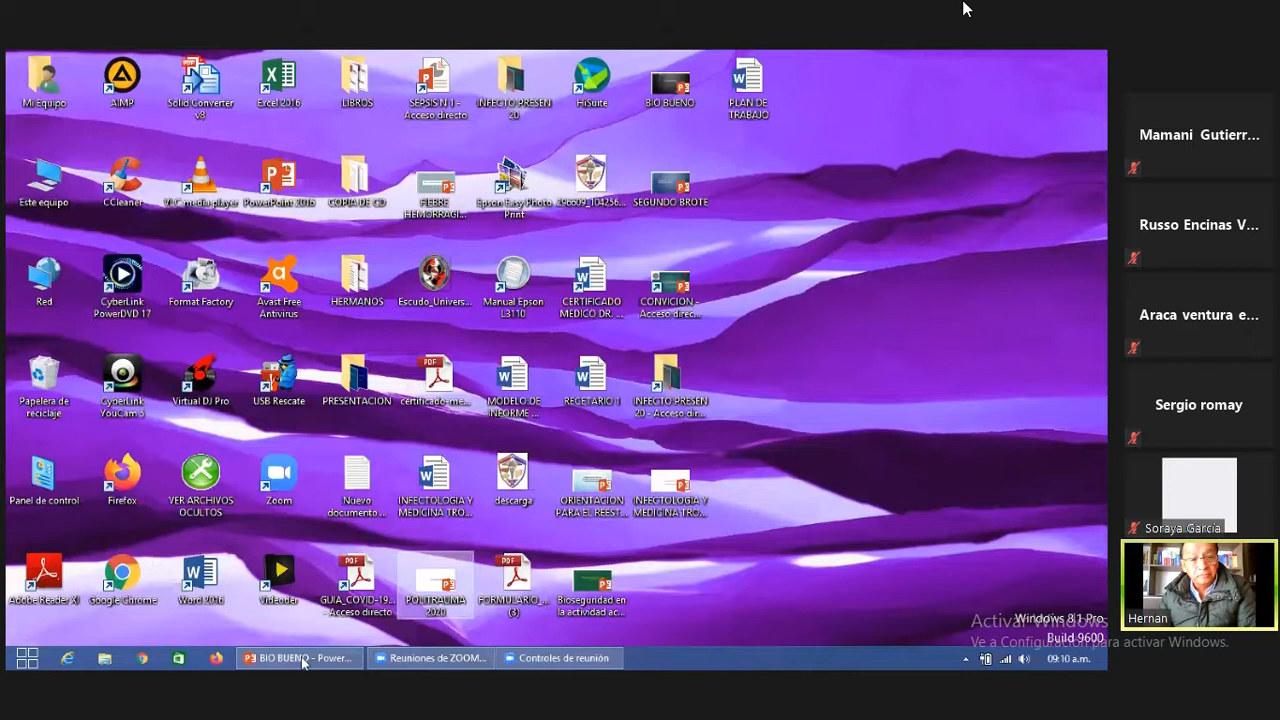 Mi Equipo
AIMP
Solid Converter
v8
Excel 2016
LIBROS
SEPSIS N 1 -
Acceso directo
INFECTO PRESEN
20
HiSuite
BIO BUENO
PLAN DE
TRABAJO
Este equipo
CCleaner
VLC media player
PowerPoint 2016
COPIA DE CD
FIEBRE
HEMORRAGI...
Epson Easy Photo
Print
396609_104256...
SEGUNDO BROTE
Red
CyberLink
PowerDVD 17
Format Factory
Avast Free
Antivirus
HERMANOS
Escudo_Univers...
Manual Epson
L3110
CERTIFICADO
MEDICO DR. ...
CONVICION -
Acceso direc...
Papelera de
reciclaje
CyberLink
YouCam 5
Virtual DJ Pro
USB Rescate
PRESENTACION
certificado-me...
MODELO DE
INFORME ...
RECETARIO 1
INFECTO PRESEN
20 - Acceso dir...
Panel de control
Firefox
VER ARCHIVOS
OCULTOS
Zoom
Nuevo
documento ...
INFECTOLOGIA Y
MEDICINA TRO...
descarga
ORIENTACION
PARA EL REEST...
INFECTOLOGIA Y
MEDICINA TRO...
Adobe Reader XI
Google Chrome
Word 2016
Videoder
GUIA_COVID-19...
- Acceso directo
POLITRAUMA
2020
FORMULARIO_...
(3)
Bioseguridad en
la actividad ac...
Windows 8.1 Pro
Build 9600
Activar Windows
Ve a Configuración para activar Windows.
BIO BUENO - Power...
Reuniones de ZOOM...
Controles de reunión
09:10 a.m.
Mamani Gutierr...
Russo Encinas V...
Araca ventura e...
Sergio romay
Soraya Garcia
Hernan